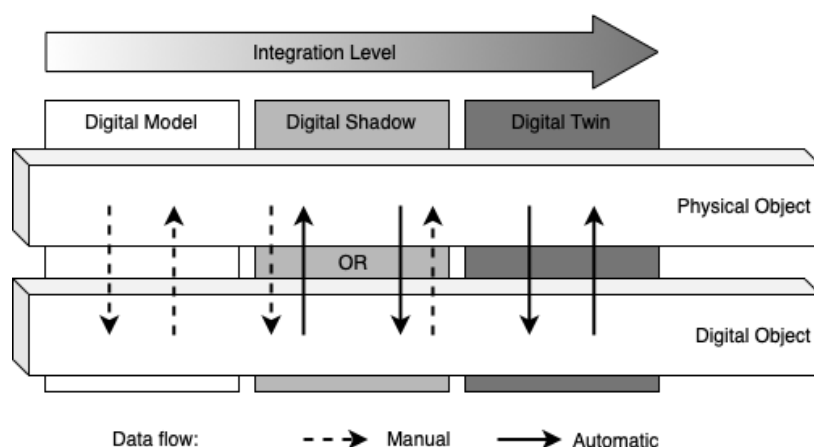 Integration Level
Digital Model Digital Shadow Digital Twin
Physical Object
OR
Digital Object
Data flow: Manual Automatic